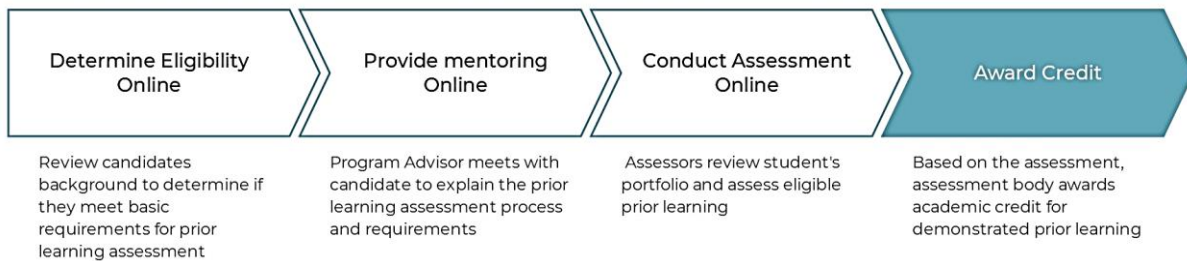 Determine Eligibility
Online
Provide mentoring
Online
Conduct Assessment
Online
Award Credit
Review candidates
background to determine if
they meet basic
requirements for prior
learning assessment
Program Advisor meets with
candidate to explain the prior
learning assessment process
and requirements
Assessors review student's
portfolio and assess eligible
prior learning
Based on the assessment,
assessment body awards
academic credit for
demonstrated prior learning